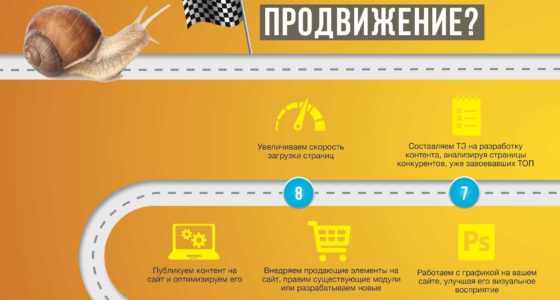 ПРОДВИЖЕНИЕ?
Увеличиваем скорость
загрузки страниц
Составляем ТЗ на разработку
контента, анализируя страницы
конкурентов, уже завоевавших ТОП
8
7
Публикуем контент на
сайт и оптимизируем его
Внедряем продающие элементы на
сайт, правим существующие модули
или разрабатываем новые
Ps
Работаем с графикой на вашем
сайте, улучшая его визуальное
восприятие